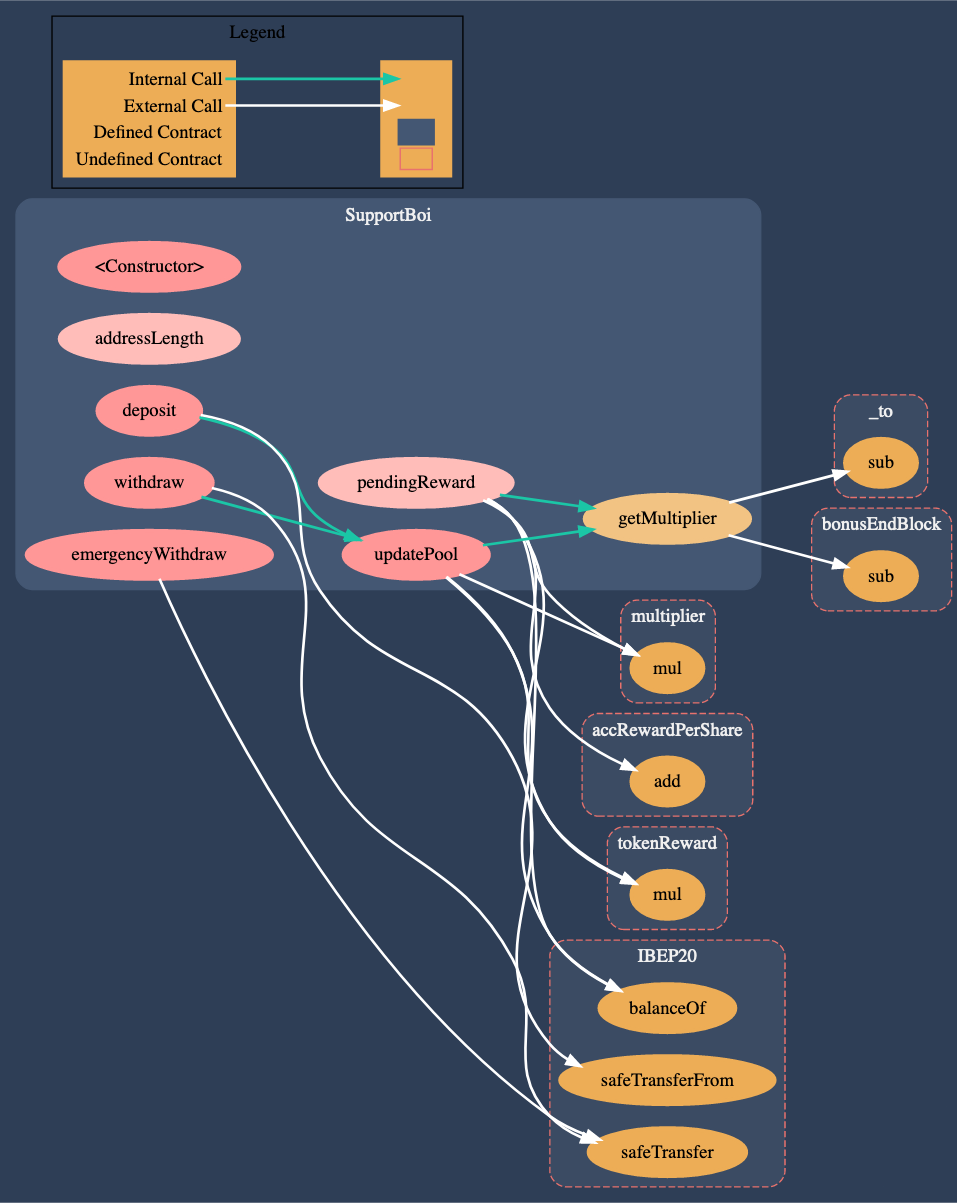 Legend
Internal Call
External Call
Defined Contract
Undefined Contract
SupportBoi
<Constructor>
addressLength
deposit
withdraw
emergencyWithdraw
pendingReward
updatePool
getMultiplier
_to
sub
bonusEndBlock
sub
multiplier
mul
accRewardPerShare
add
tokenReward
mul
IBEP20
balanceOf
safeTransferFrom
safeTransfer